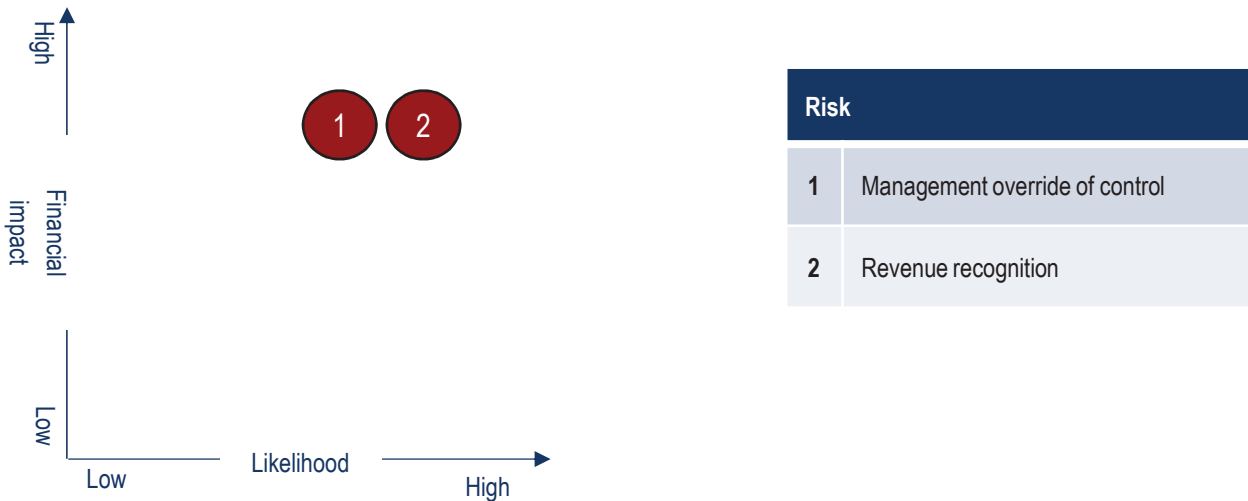 High
Financial
impact
Low
Low
Likelihood
High
1
2
Risk
1 Management override of control
2 Revenue recognition